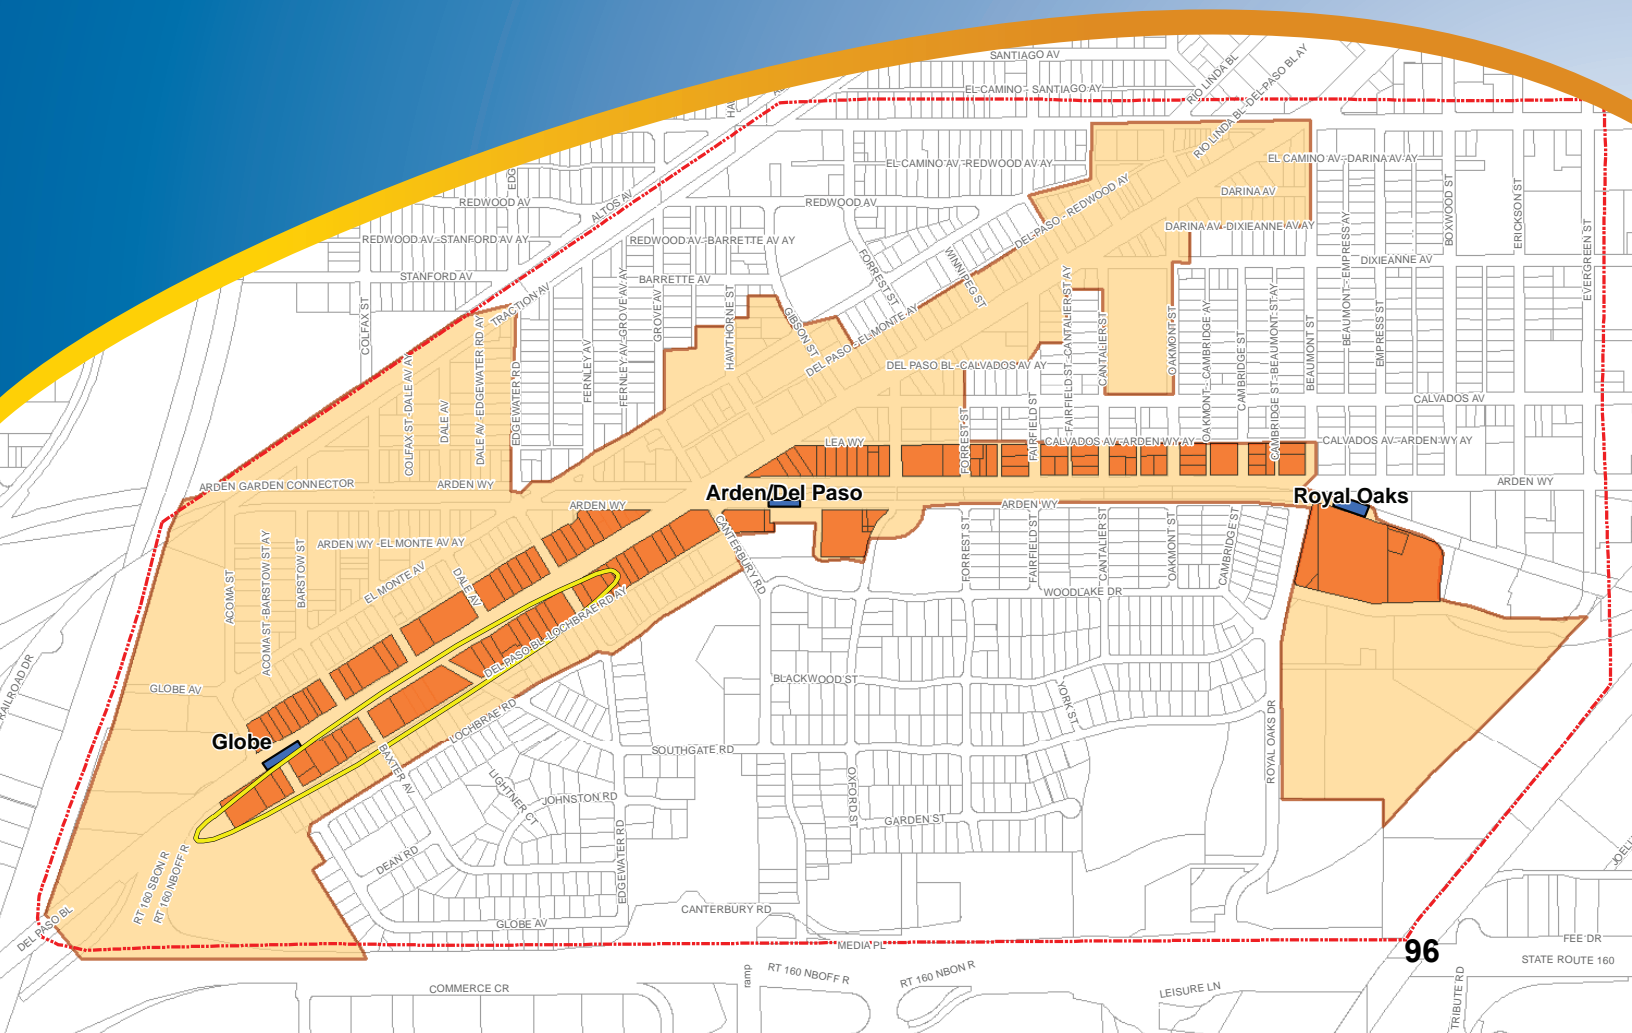 SANTIAGO AV
EL CAMINO - SANTIAGO AY
RIO LINDA BL
RIO LINDA BL -DEL PASO BL AY
EL CAMINO AV -REDWOOD AV AY
EL CAMINO AV -DARINA AV AY
REDWOOD AV
ALTOS AV
REDWOOD AV
DEL PASO - REDWOOD AY
DARINA AV
BOXWOOD ST
ERICKSON ST
REDWOOD AV -STANFORD AV AY
REDWOOD AV -BARRETTE AV AY
DARINA AV -DIXIEANNE AV AY
STANFORD AV
BARRETTE AV
FORREST ST
WINNIPEG ST
DIXIEANNE AV
EVERGREEN ST
TRACTION AV
COLFAX ST
FERNLEY AV
FERNLEY AV -GROVE AV AY
GROVE AV
HAWTHORNE ST
GIBSON ST
DEL PASO - EL MONTE AY
DEL PASO BL -CALVADOS AV AY
FAIRFIELD ST -CANTALIER ST AY
CANTALIER ST
OAKMONT ST
OAKMONT - CAMBRIDGE AY
CAMBRIDGE ST
CAMBRIDGE ST -BEAUMONT ST AY
BEAUMONT ST
BEAUMONT - EMPRESS AY
EMPRESS ST
COLFAX ST -DALE AV AY
DALE AV
DALE AV - EDGEWATER RD AY
EDGEWATER RD
CALVADOS AV
LEA WY
FORREST ST
FAIRFIELD ST
CALVADOS AV -ARDEN WY AY
CALVADOS AV -ARDEN WY AY
ARDEN GARDEN CONNECTOR
ARDEN WY
ARDEN WY
Arden/Del Paso
ARDEN WY
Royal Oaks
ARDEN WY
ARDEN WY -EL MONTE AV AY
ACOMA ST
ACOMA ST -BARSTOW ST AY
BARSTOW ST
EL MONTE AV
DALE AV
CANTERBURY RD
FORREST ST
FAIRFIELD ST
CANTALIER ST
OAKMONT ST
CAMBRIDGE ST
WOODLAKE DR
DEL PASO BL -LOCHBRAE RD AY
GLOBE AV
BLACKWOOD ST
YORK ST
LOCHBRAE RD
Globe
BAXTER AV
SOUTHGATE RD
ROYAL OAKS DR
RAILROAD DR
LIGHTNER CT
JOHNSTON RD
OXFORD ST
GARDEN ST
DEAN RD
EDGEWATER RD
RT 160 SBON R
RT 160 NBOFF R
DEL PASO BL
GLOBE AV
CANTERBURY RD
MEDIA PL
96
FEE DR
STATE ROUTE 160
ramp
RT 160 NBOFF R
RT 160 NBON R
COMMERCE CR
LEISURE LN
TRIBUTE RD